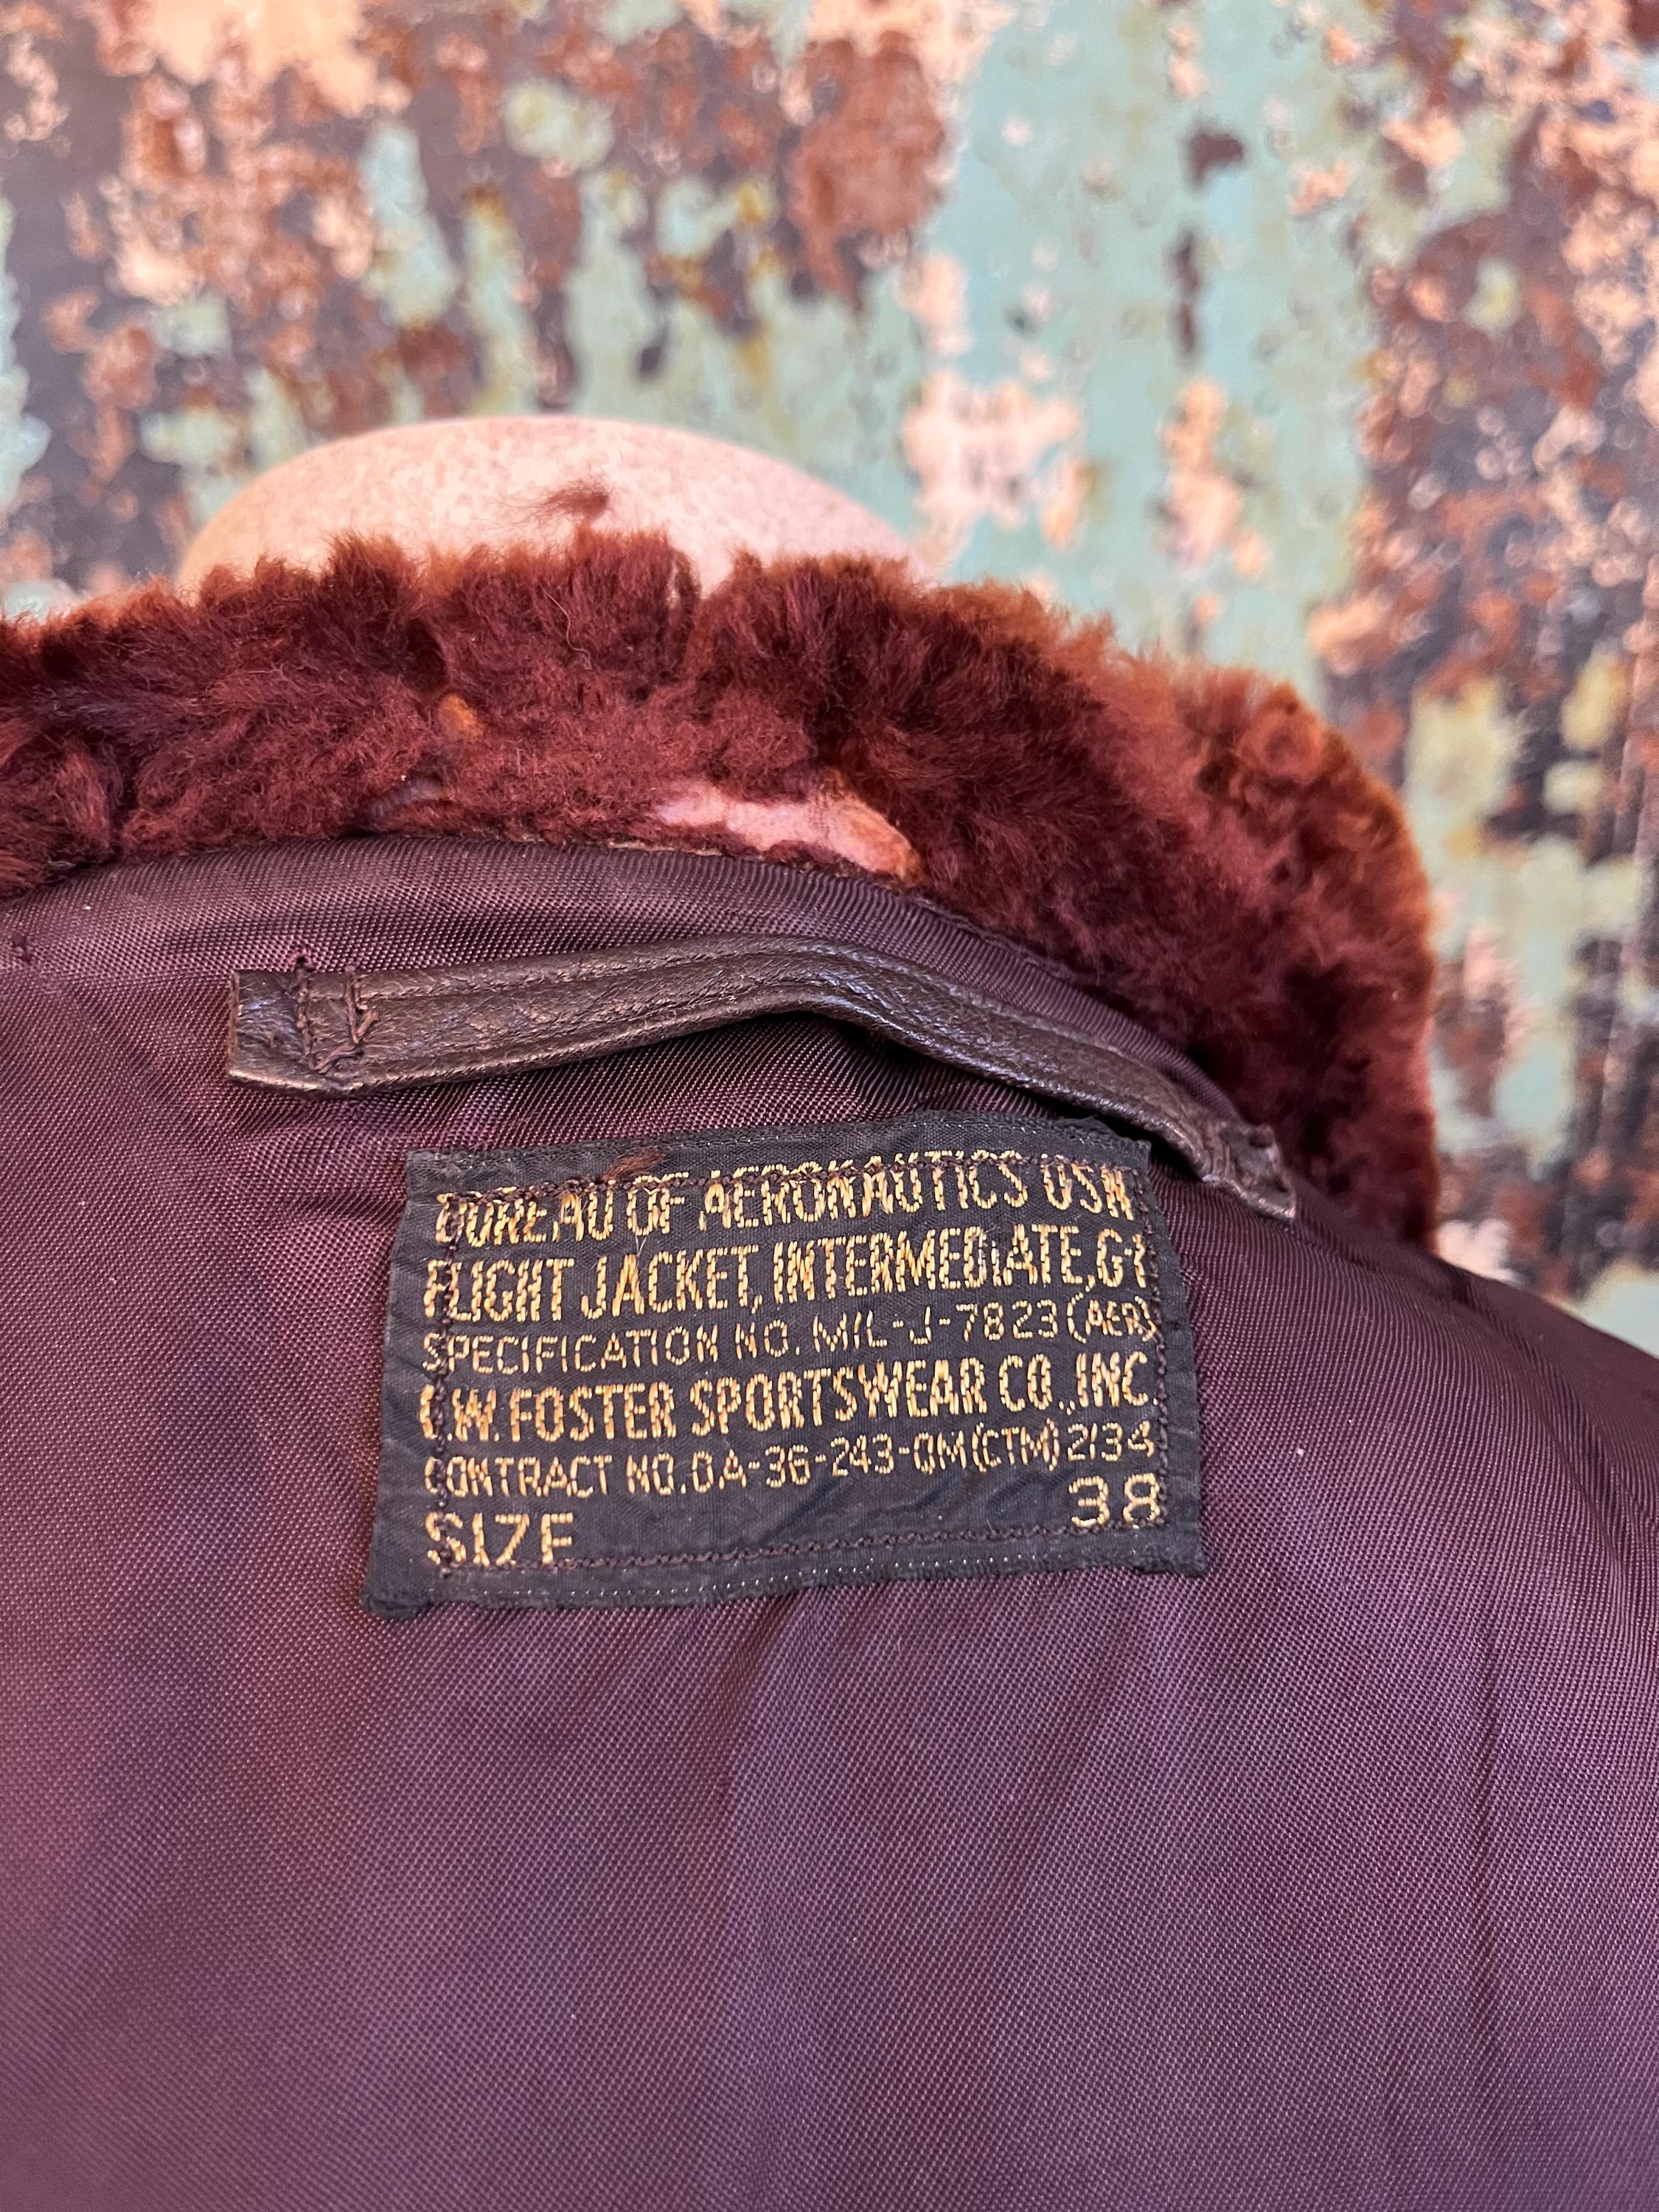 BUREAU OF AERONAUTICS USN
FLIGHT JACKET, INTERMEDIATE, G-1
SPECIFICATION NO. MIL-J-7823 (AER)
L.W. FOSTER SPORTSWEAR CO., INC
CONTRACT NO. DA-36-243-QM(CTM)2134
SIZE 38